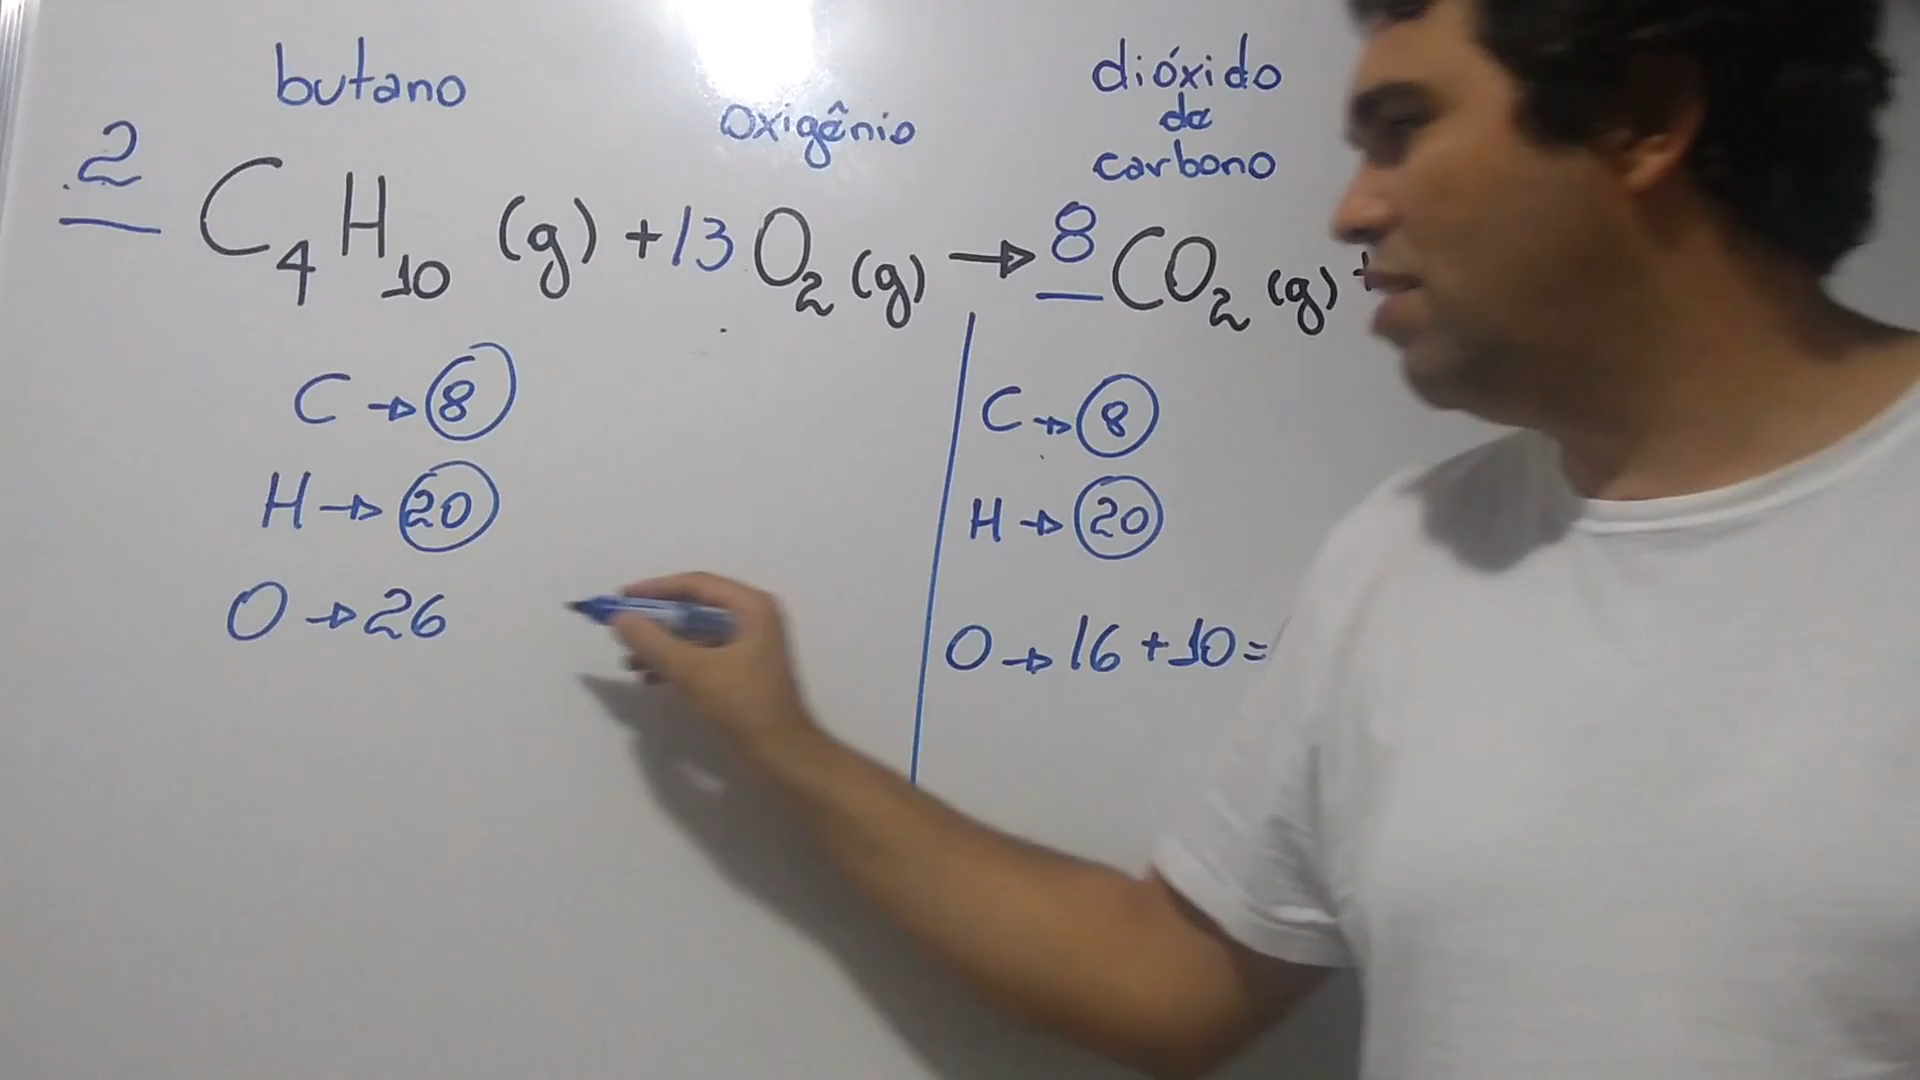 butano
oxigênio
dióxido
de
carbono
2 C4H10 (g) + 13 O2 (g) → 8 CO2 (g) +
C → 8
H → 20
O → 26
C → 8
H → 20
O → 16 + 10 =